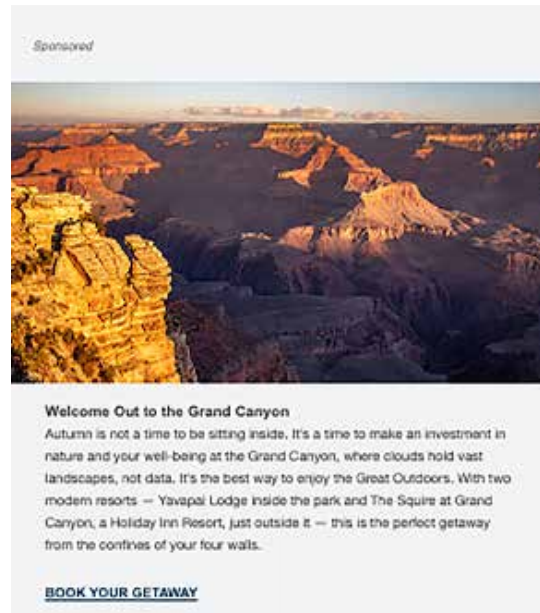 Sponsored
Welcome Out to the Grand Canyon
Autumn is not a time to be sitting inside. It's a time to make an investment in
nature and your well-being at the Grand Canyon, where clouds hold vast
landscapes, not data. It's the best way to enjoy the Great Outdoors. With two
modern resorts — Yavapai Lodge inside the park and The Squire at Grand
Canyon, a Holiday Inn Resort, just outside it — this is the perfect getaway
from the confines of your four walls.
BOOK YOUR GETAWAY